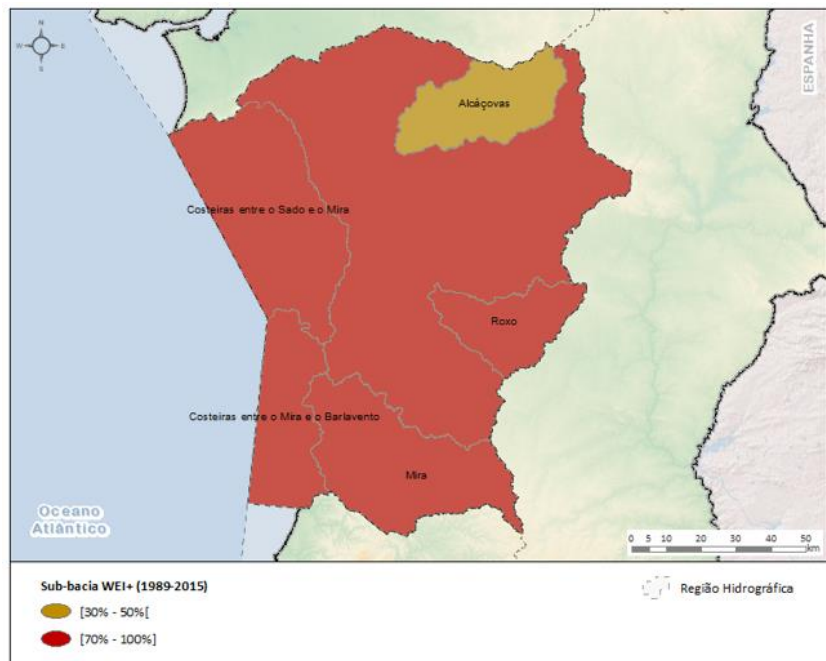 N
W E
S
ESPANHA
Alcáçovas
Costeiras entre o Sado e o Mira
Roxo
Costeiras entre o Mira e o Barlavento
Mira
Oceano
Atlântico
0 5 10 20 30 40 50
km
Sub-bacia WEI+ (1989-2015)
Região Hidrográfica
[30% - 50%[
[70% - 100%]